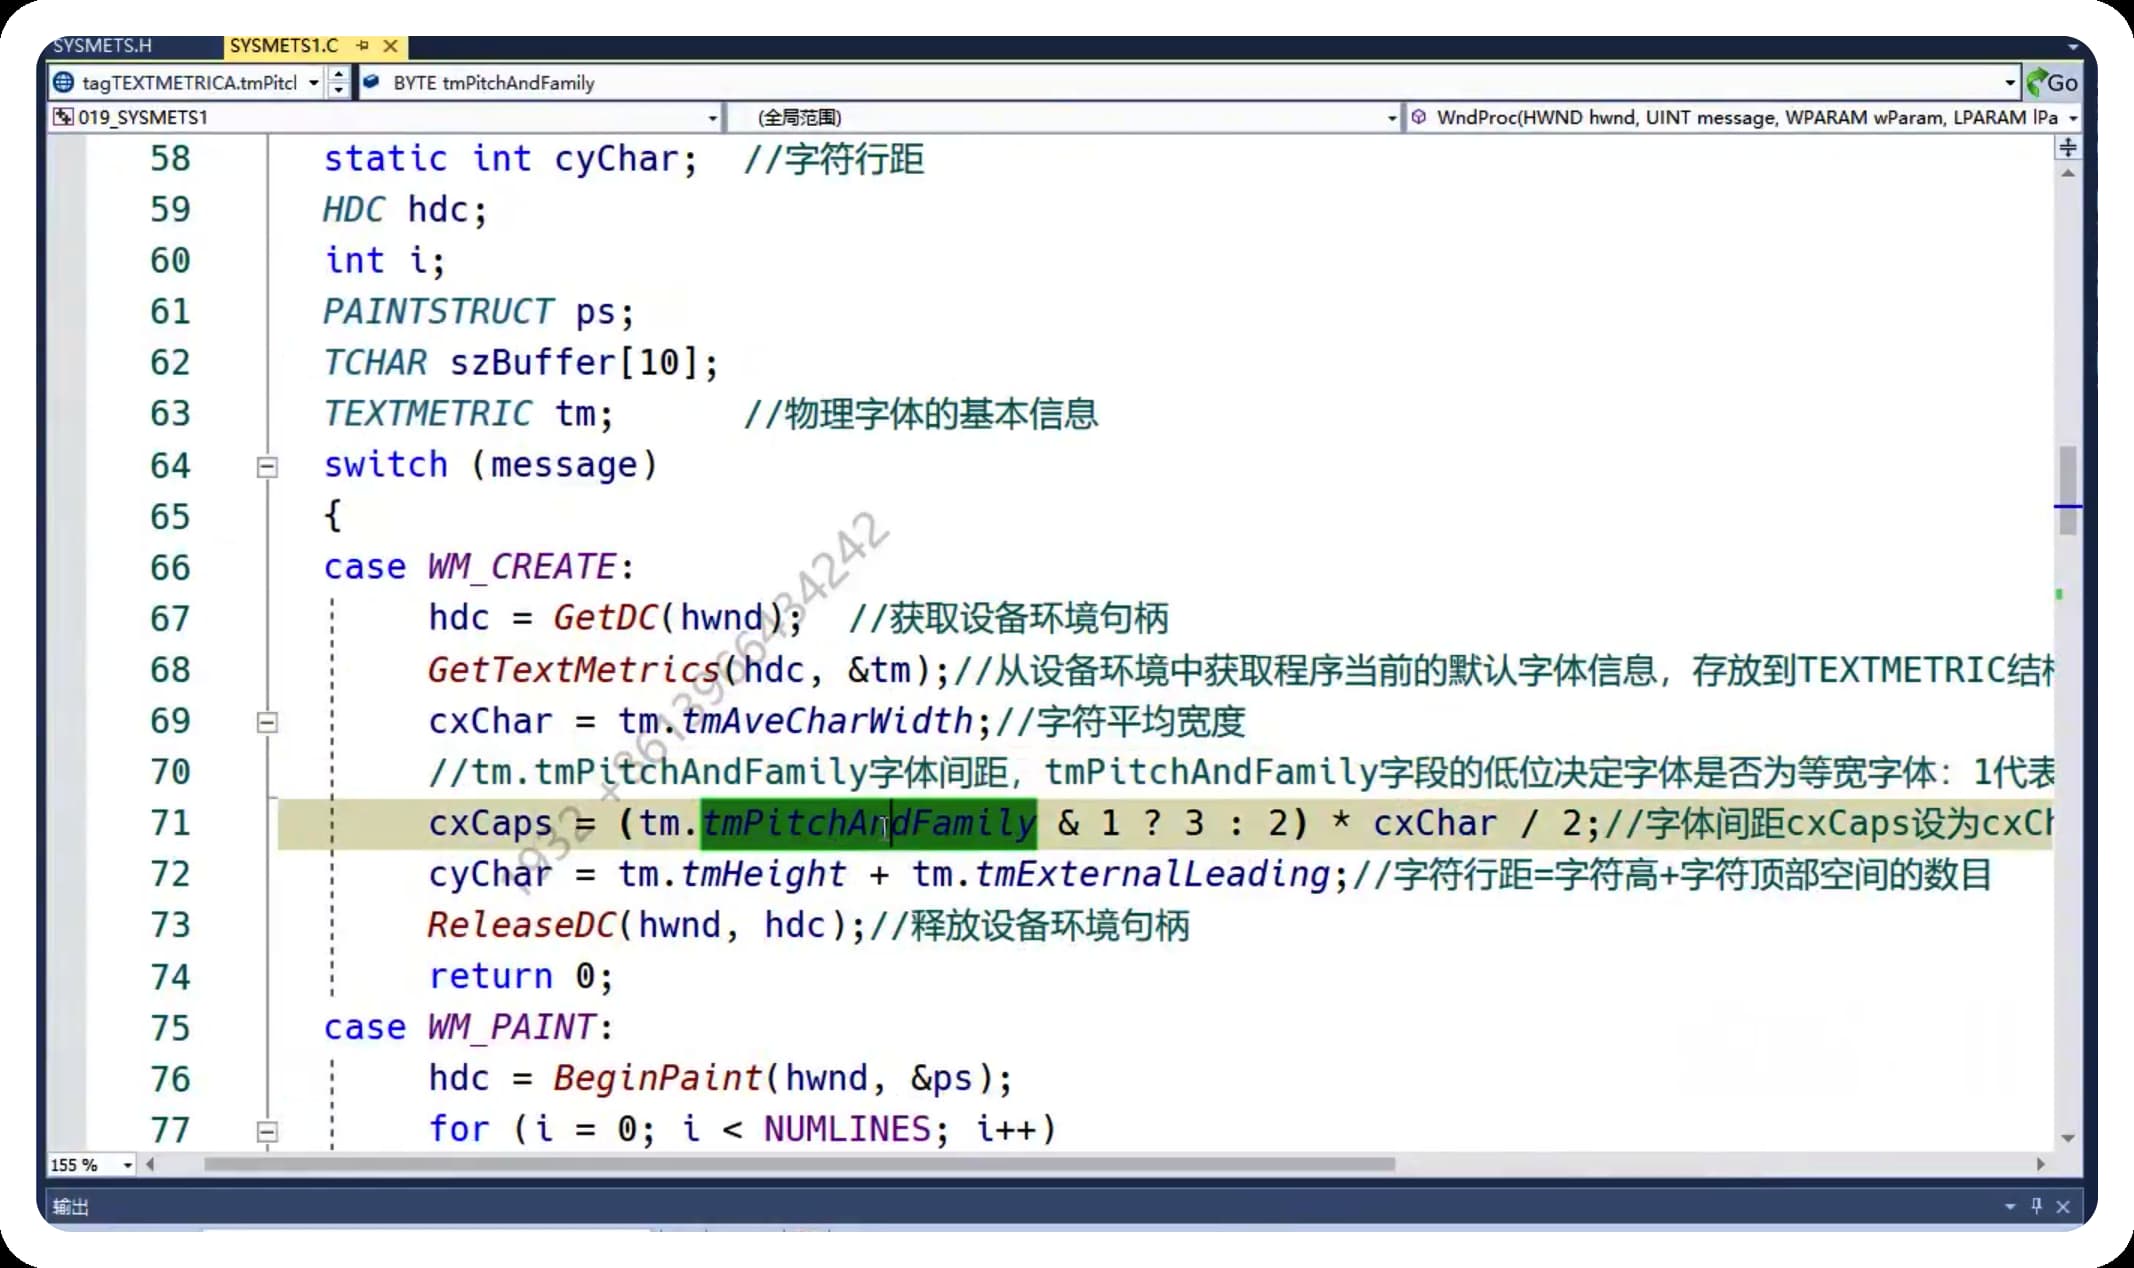 SYSMETS.H SYSMETS1.C
tagTEXTMETRICA.tmPitcl BYTE tmPitchAndFamily Go
019_SYSMETS1 (全局范围) WndProc(HWND hwnd, UINT message, WPARAM wParam, LPARAM lPa
58 static int cyChar; //字符行距
59 HDC hdc;
60 int i;
61 PAINTSTRUCT ps;
62 TCHAR szBuffer[10];
63 TEXTMETRIC tm; //物理字体的基本信息
64 switch (message)
65 {
66 case WM_CREATE:
67 hdc = GetDC(hwnd); //获取设备环境句柄
68 GetTextMetrics(hdc, &tm);//从设备环境中获取程序当前的默认字体信息，存放到TEXTMETRIC结
69 cxChar = tm.tmAveCharWidth;//字符平均宽度
70 //tm.tmPitchAndFamily字体间距，tmPitchAndFamily字段的低位决定字体是否为等宽字体：1代表
71 cxCaps = (tm.tmPitchAndFamily & 1 ? 3 : 2) * cxChar / 2;//字体间距cxCaps设为cxCh
72 cyChar = tm.tmHeight + tm.tmExternalLeading;//字符行距=字符高+字符顶部空间的数目
73 ReleaseDC(hwnd, hdc);//释放设备环境句柄
74 return 0;
75 case WM_PAINT:
76 hdc = BeginPaint(hwnd, &ps);
77 for (i = 0; i < NUMLINES; i++)
155 %
输出